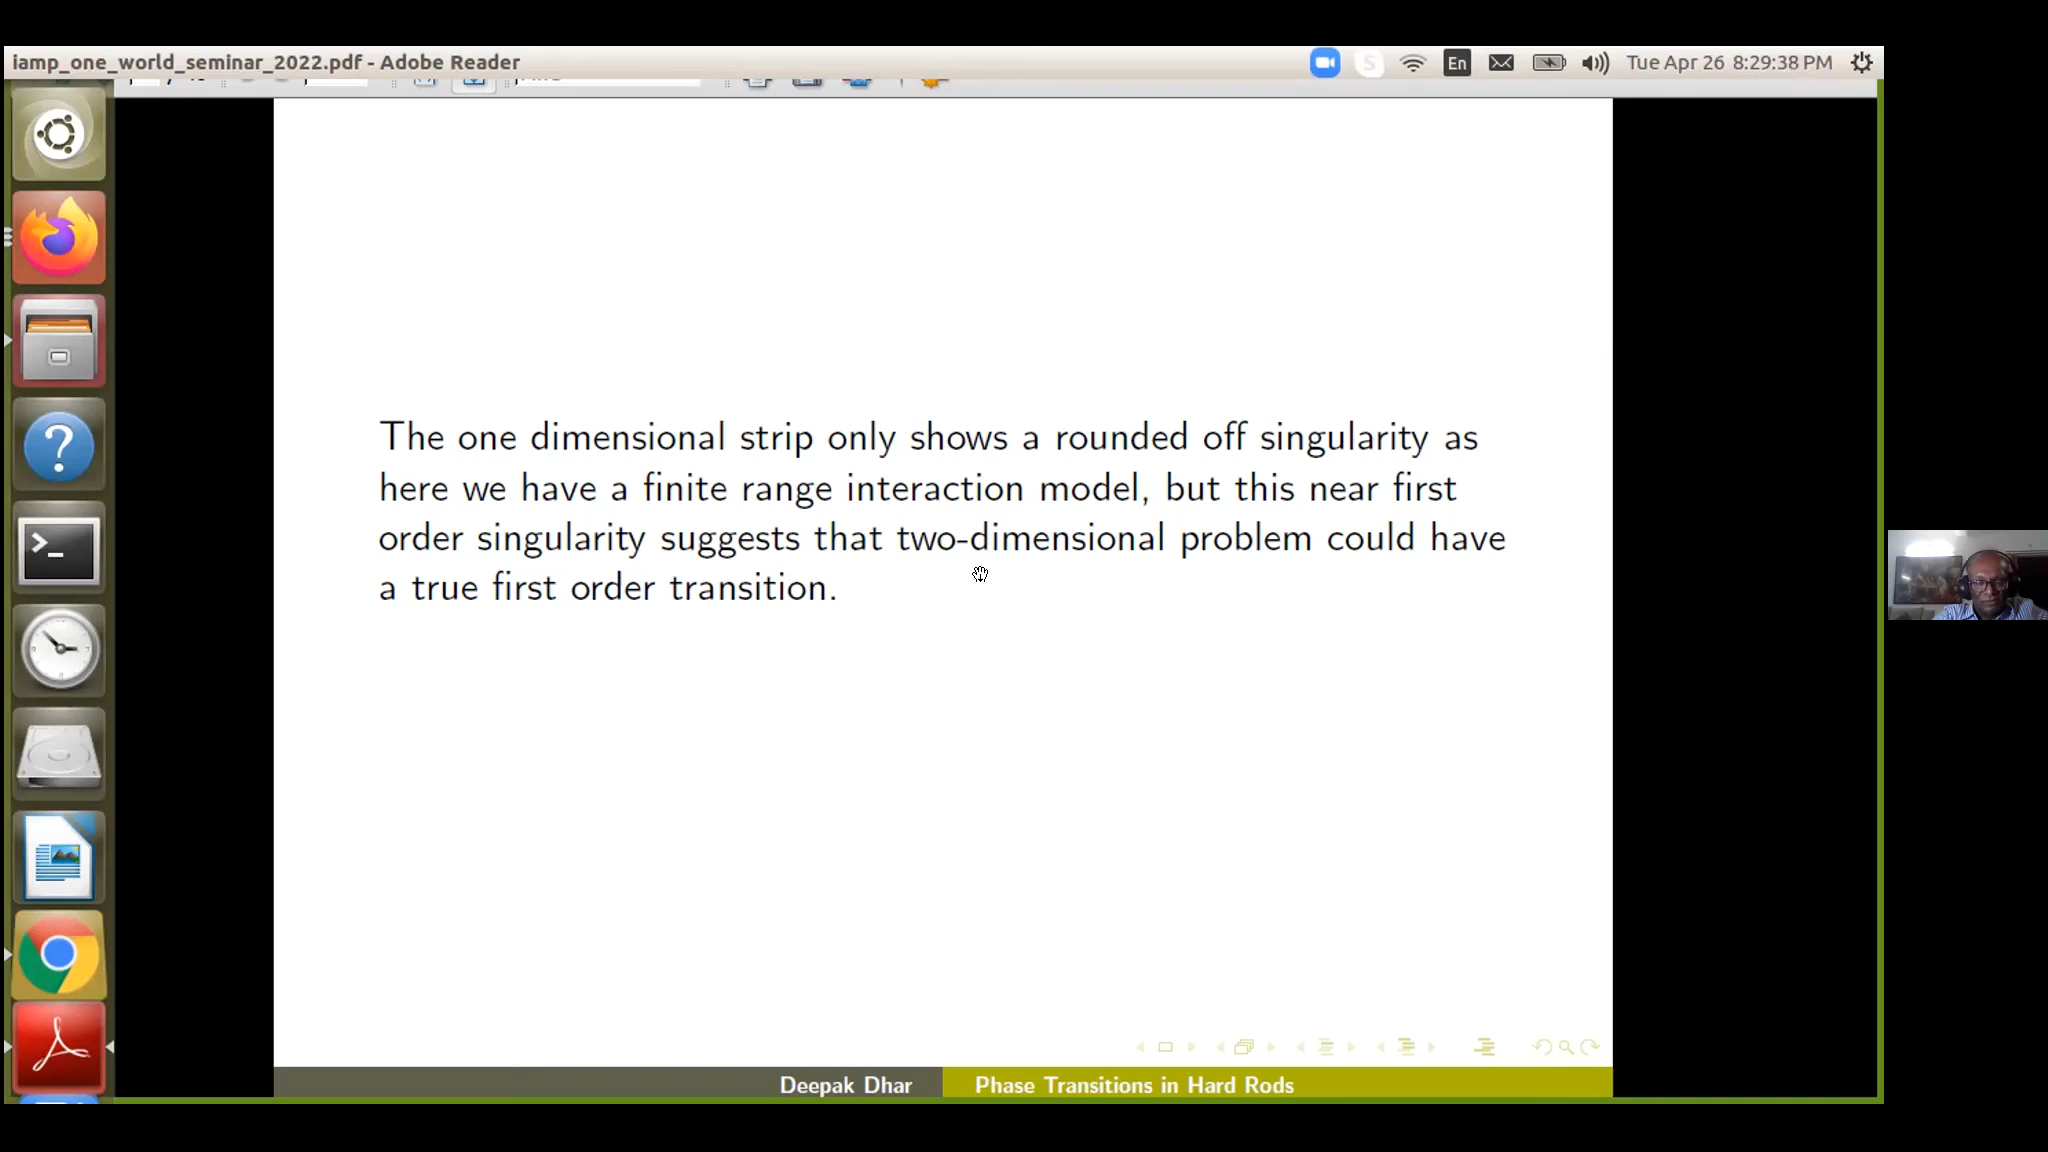 iamp_one_world_seminar_2022.pdf - Adobe Reader
En
Tue Apr 26 8:29:38 PM
The one dimensional strip only shows a rounded off singularity as
here we have a finite range interaction model, but this near first
order singularity suggests that two-dimensional problem could have
a true first order transition.
Deepak Dhar
Phase Transitions in Hard Rods